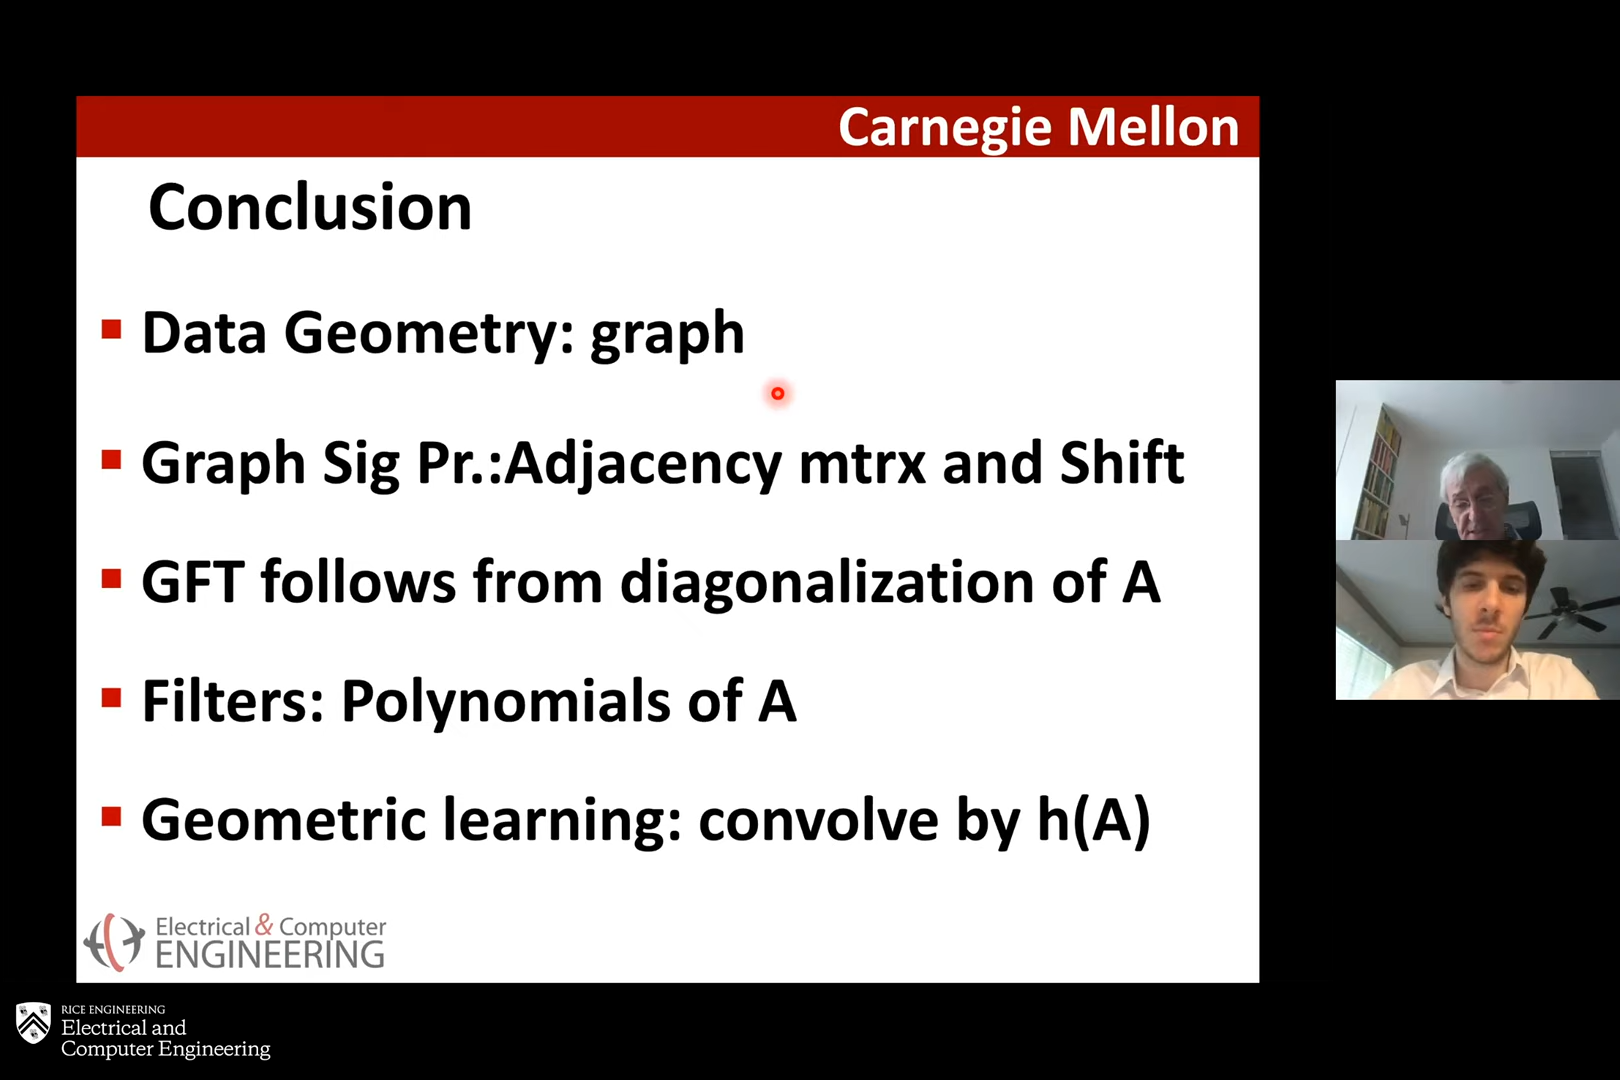 Carnegie Mellon
Conclusion
Data Geometry: graph
Graph Sig Pr.:Adjacency mtrx and Shift
GFT follows from diagonalization of A
Filters: Polynomials of A
Geometric learning: convolve by h(A)
Electrical & Computer
ENGINEERING
RICE ENGINEERING
Electrical and
Computer Engineering